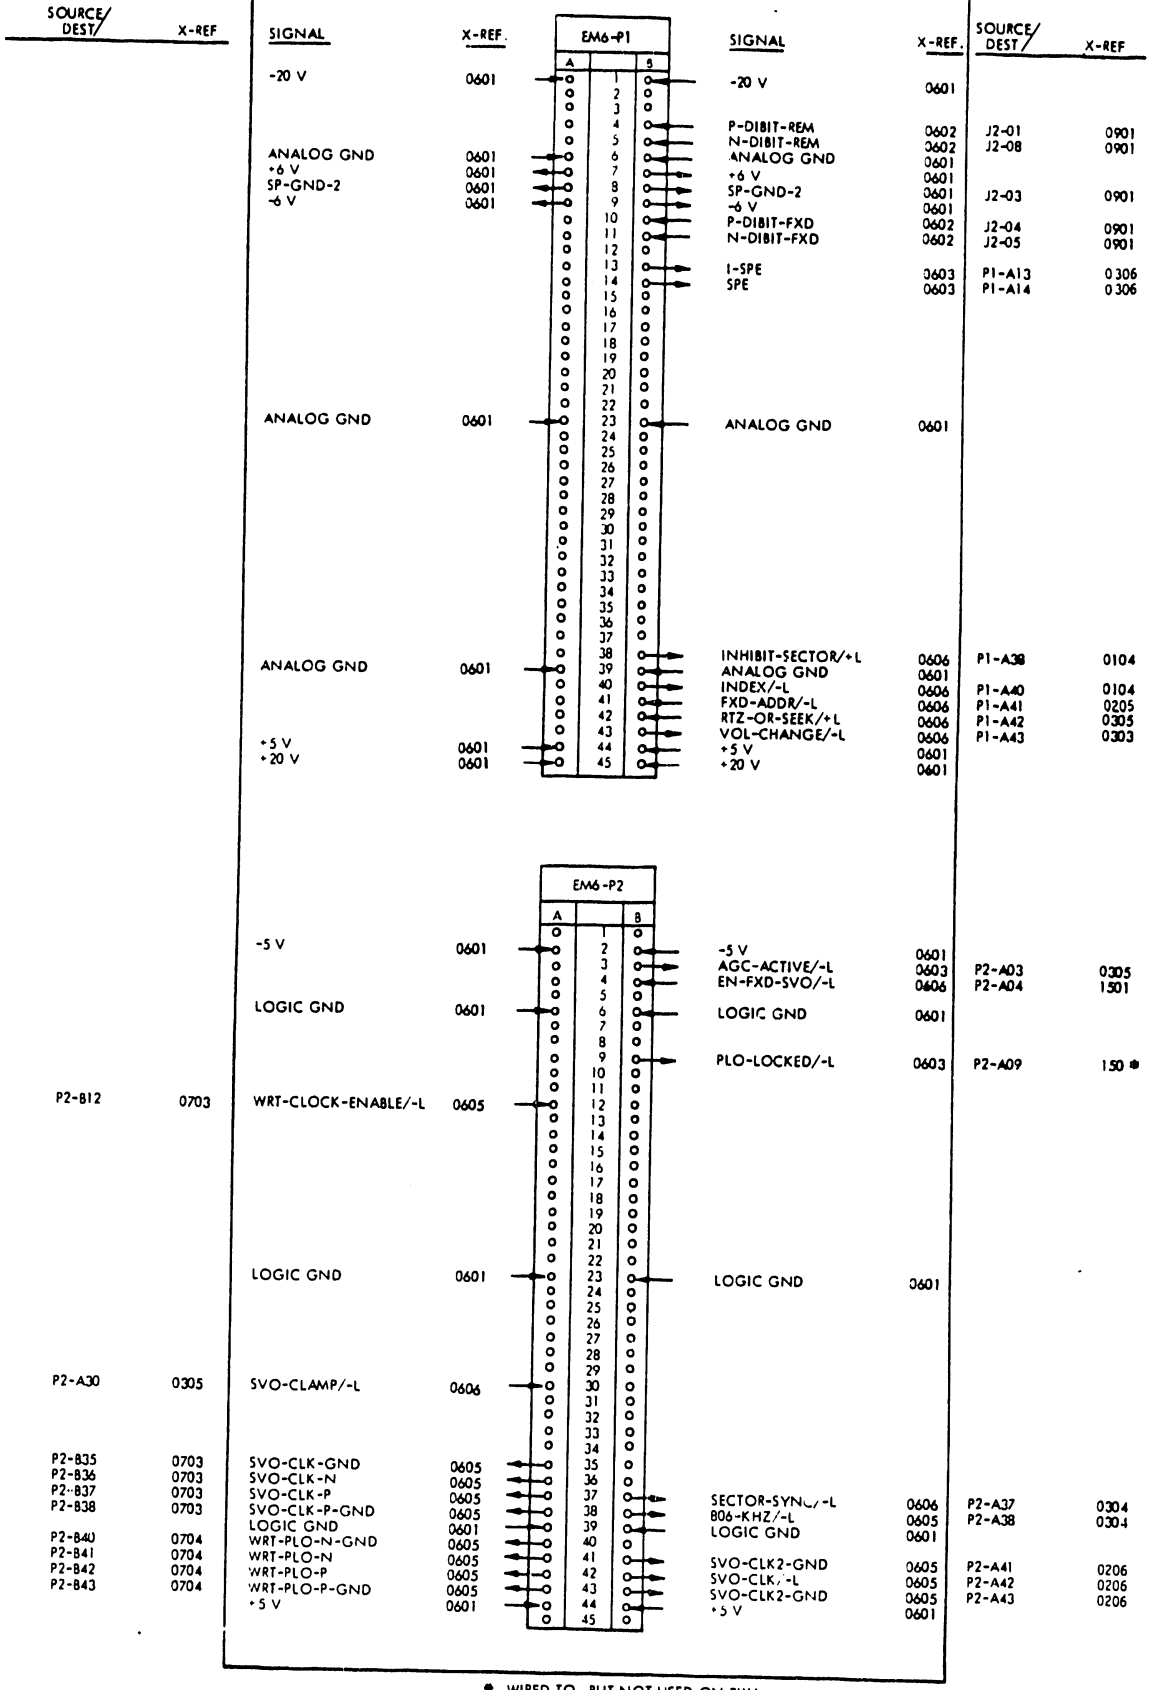 SOURCE/ DEST/ X-REF SIGNAL X-REF. EM6-P1 SIGNAL X-REF. SOURCE/ DEST/ X-REF
A B
-20 V 0601 1 -20 V 0601
2
3
4 P-DIBIT-REM 0602 J2-01 0901
5 N-DIBIT-REM 0602 J2-08 0901
ANALOG GND 0601 6 ANALOG GND 0601
+6 V 0601 7 +6 V 0601
SP-GND-2 0601 8 SP-GND-2 0601 J2-03 0901
-6 V 0601 9 -6 V 0601
10 P-DIBIT-FXD 0602 J2-04 0901
11 N-DIBIT-FXD 0602 J2-05 0901
12
13 I-SPE 0603 P1-A13 0306
14 SPE 0603 P1-A14 0306
15
16
17
18
19
20
21
22
ANALOG GND 0601 23 ANALOG GND 0601
24
25
26
27
28
29
30
31
32
33
34
35
36
37
38 INHIBIT-SECTOR/+L 0606 P1-A38 0104
ANALOG GND 0601 39 ANALOG GND 0601
40 INDEX/-L 0606 P1-A40 0104
41 FXD-ADDR/-L 0606 P1-A41 0205
42 RTZ-OR-SEEK/+L 0606 P1-A42 0305
43 VOL-CHANGE/-L 0606 P1-A43 0303
+5 V 0601 44 +5 V 0601
+20 V 0601 45 +20 V 0601
EM6-P2
A B
1
-5 V 0601 2 -5 V 0601
3 AGC-ACTIVE/-L 0603 P2-A03 0305
4 EN-FXD-SVO/-L 0606 P2-A04 1501
5
LOGIC GND 0601 6 LOGIC GND 0601
7
8
9 PLO-LOCKED/-L 0603 P2-A09 150 *
10
11
P2-B12 0703 WRT-CLOCK-ENABLE/-L 0605 12
13
14
15
16
17
18
19
20
21
22
LOGIC GND 0601 23 LOGIC GND 0601
24
25
26
27
28
29
P2-A30 0305 SVO-CLAMP/-L 0606 30
31
32
33
34
P2-B35 0703 SVO-CLK-GND 0605 35
P2-B36 0703 SVO-CLK-N 0605 36
P2-B37 0703 SVO-CLK-P 0605 37 SECTOR-SYNC/-L 0606 P2-A37 0304
P2-B38 0703 SVO-CLK-P-GND 0605 38 806-KHZ/-L 0605 P2-A38 0304
LOGIC GND 0601 39 LOGIC GND 0601
P2-B40 0704 WRT-PLO-N-GND 0605 40
P2-B41 0704 WRT-PLO-N 0605 41 SVO-CLK2-GND 0605 P2-A41 0206
P2-B42 0704 WRT-PLO-P 0605 42 SVO-CLK/-L 0605 P2-A42 0206
P2-B43 0704 WRT-PLO-P-GND 0605 43 SVO-CLK2-GND 0605 P2-A43 0206
+5 V 0601 44 +5 V 0601
45
* WIRED TO, BUT NOT USED ON